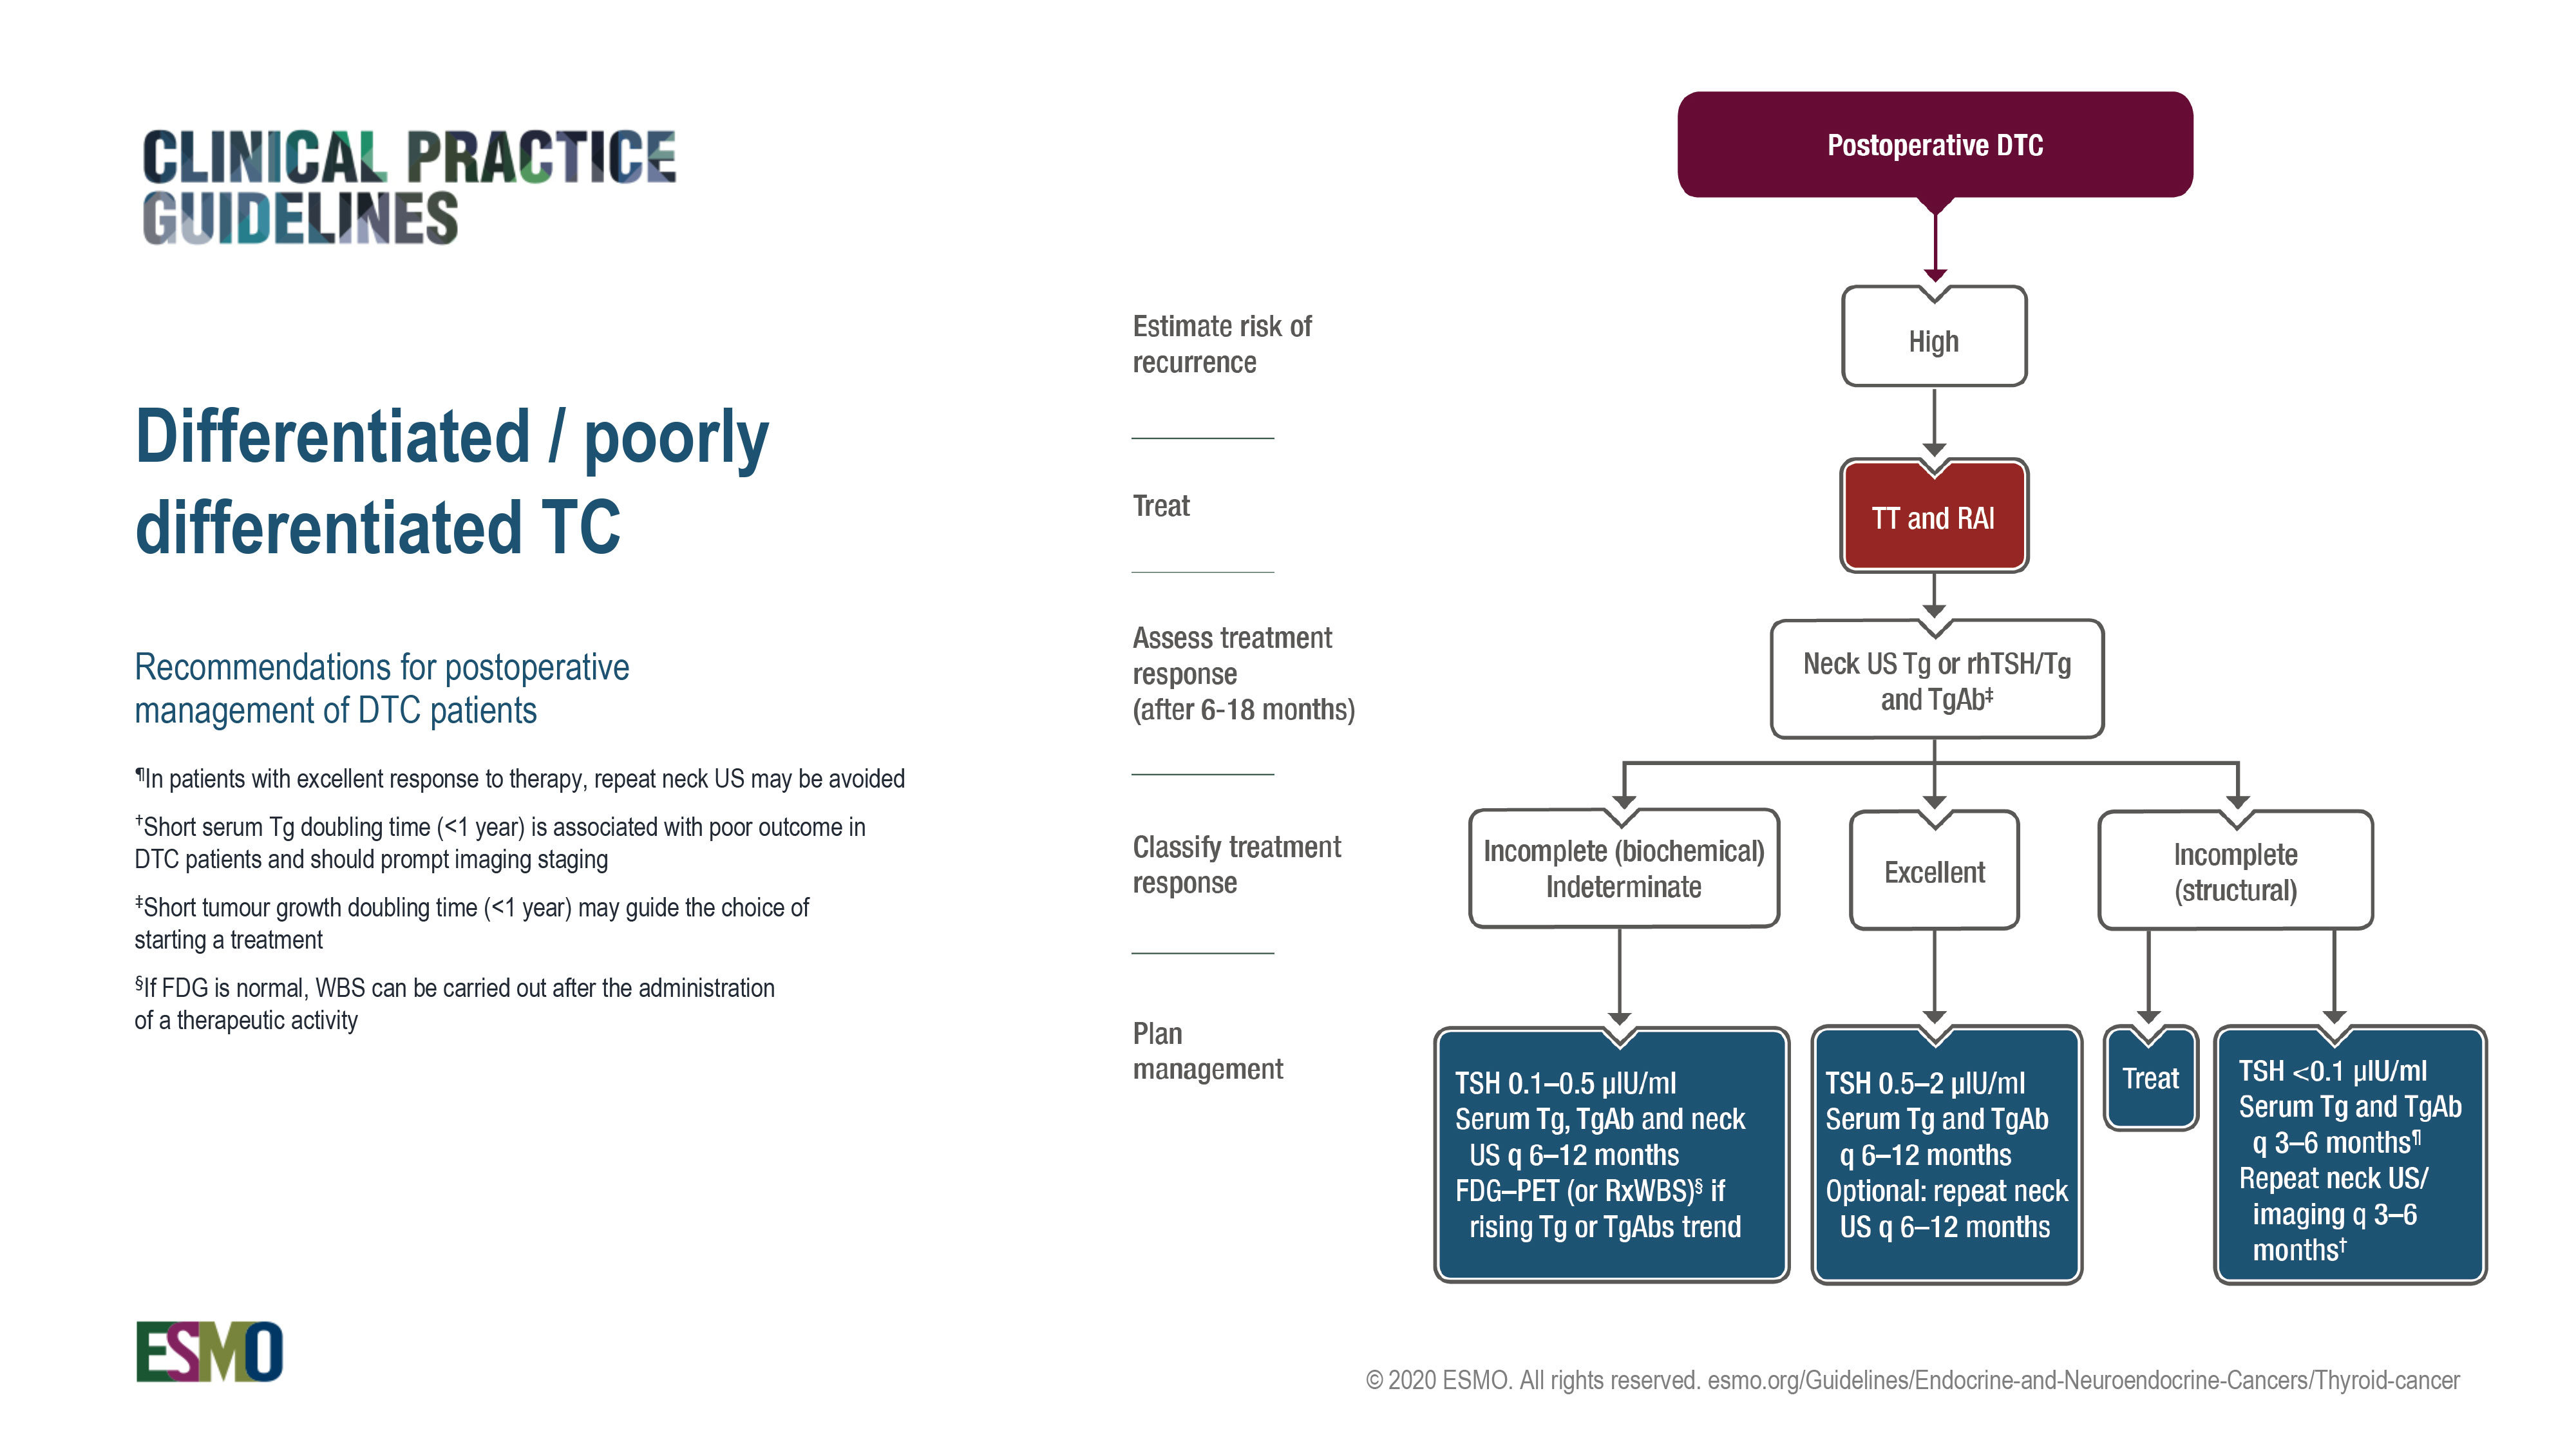 CLINICAL PRACTICE
GUIDELINES
Differentiated / poorly
differentiated TC
Recommendations for postoperative
management of DTC patients
¶In patients with excellent response to therapy, repeat neck US may be avoided
†Short serum Tg doubling time (<1 year) is associated with poor outcome in
DTC patients and should prompt imaging staging
‡Short tumour growth doubling time (<1 year) may guide the choice of
starting a treatment
§If FDG is normal, WBS can be carried out after the administration
of a therapeutic activity
ESMO
Postoperative DTC
Estimate risk of
recurrence
High
Treat
TT and RAI
Assess treatment
response
(after 6-18 months)
Neck US Tg or rhTSH/Tg
and TgAb‡
Classify treatment
response
Incomplete (biochemical)
Indeterminate
Excellent
Incomplete
(structural)
Plan
management
TSH 0.1–0.5 µIU/ml
Serum Tg, TgAb and neck
US q 6–12 months
FDG–PET (or RxWBS)§ if
rising Tg or TgAbs trend
TSH 0.5–2 µIU/ml
Serum Tg and TgAb
q 6–12 months
Optional: repeat neck
US q 6–12 months
Treat
TSH <0.1 µIU/ml
Serum Tg and TgAb
q 3–6 months¶
Repeat neck US/
imaging q 3–6
months†
© 2020 ESMO. All rights reserved. esmo.org/Guidelines/Endocrine-and-Neuroendocrine-Cancers/Thyroid-cancer